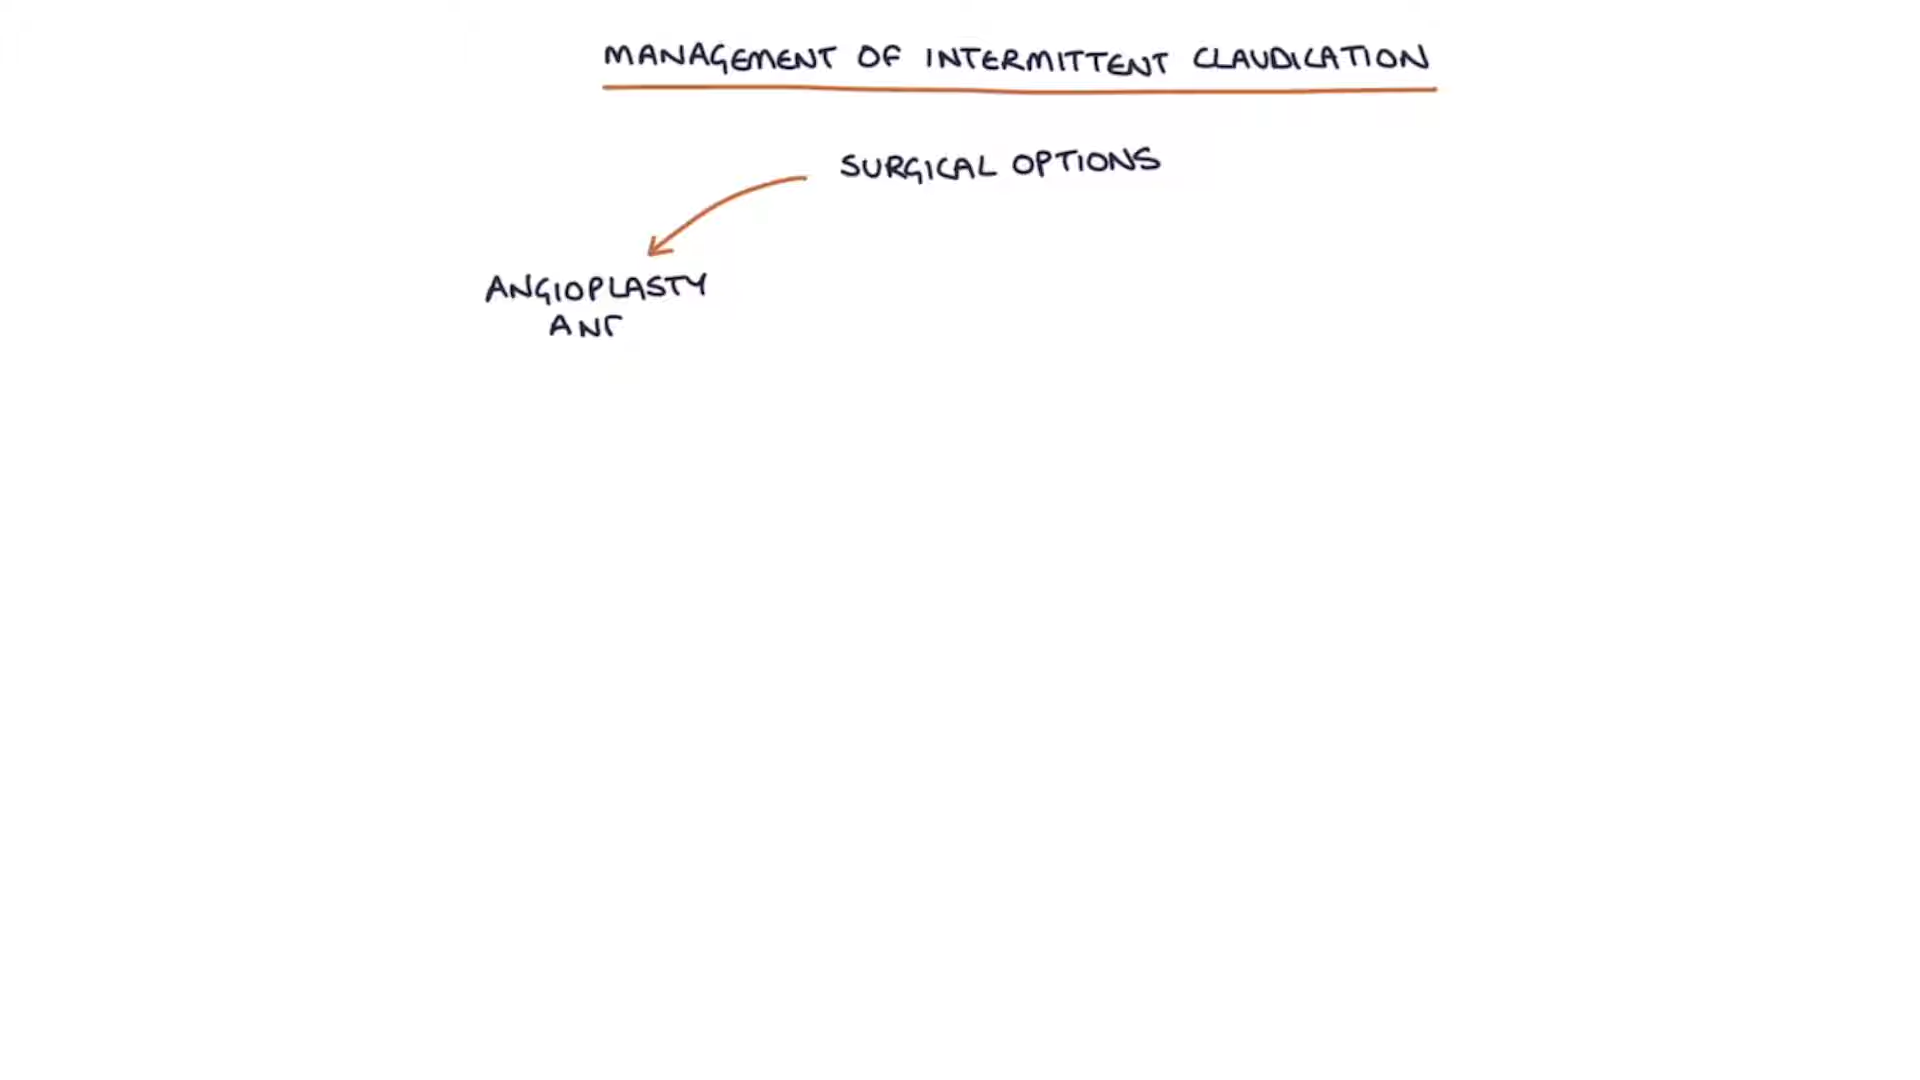 MANAGEMENT OF INTERMITTENT CLAUDICATION
SURGICAL OPTIONS
ANGIOPLASTY